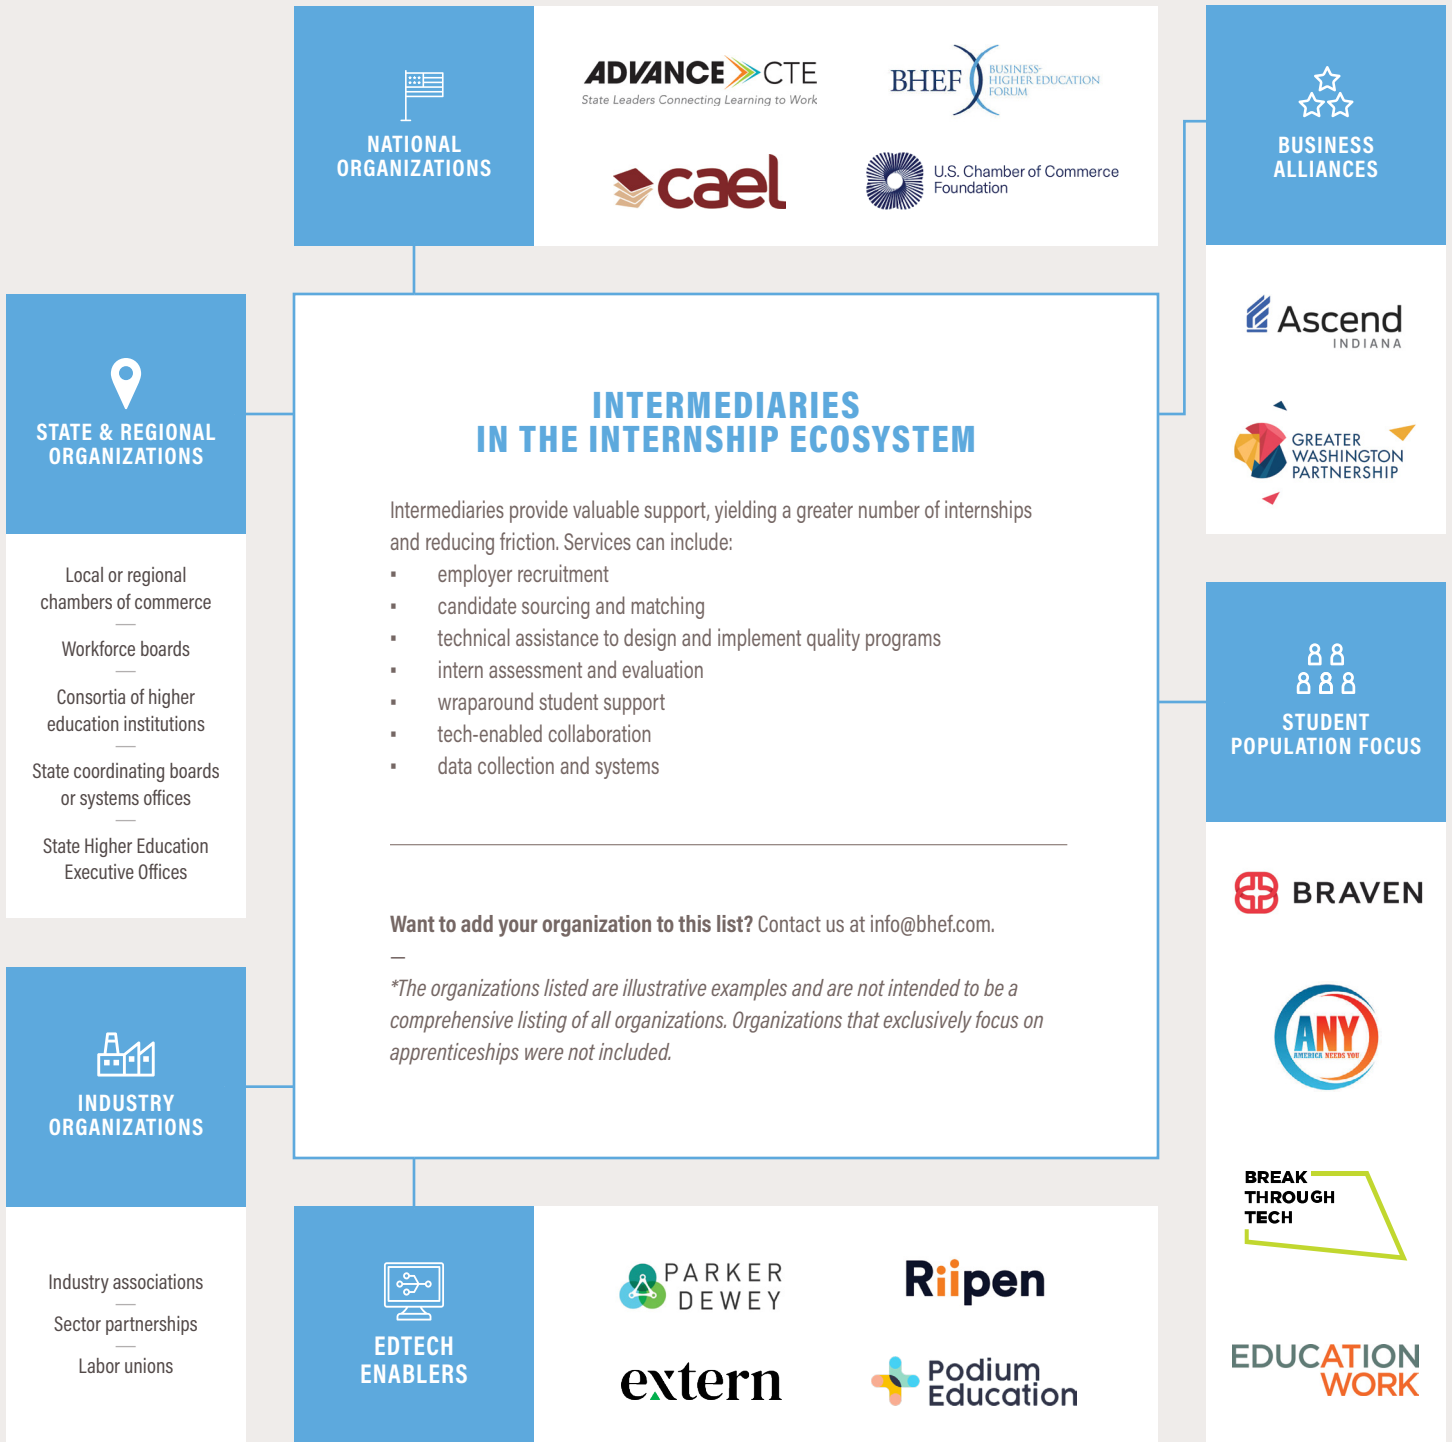 NATIONAL
ORGANIZATIONS
ADVANCE CTE
State Leaders Connecting Learning to Work
BHEF BUSINESS-
HIGHER EDUCATION
FORUM
cael
U.S. Chamber of Commerce
Foundation
BUSINESS
ALLIANCES
Ascend
INDIANA
GREATER
WASHINGTON
PARTNERSHIP
STATE & REGIONAL
ORGANIZATIONS
Local or regional
chambers of commerce
Workforce boards
Consortia of higher
education institutions
State coordinating boards
or systems offices
State Higher Education
Executive Offices
INTERMEDIARIES
IN THE INTERNSHIP ECOSYSTEM
Intermediaries provide valuable support, yielding a greater number of internships
and reducing friction. Services can include:
▪ employer recruitment
▪ candidate sourcing and matching
▪ technical assistance to design and implement quality programs
▪ intern assessment and evaluation
▪ wraparound student support
▪ tech-enabled collaboration
▪ data collection and systems
Want to add your organization to this list? Contact us at info@bhef.com.
—
*The organizations listed are illustrative examples and are not intended to be a
comprehensive listing of all organizations. Organizations that exclusively focus on
apprenticeships were not included.
STUDENT
POPULATION FOCUS
BRAVEN
ANY
AMERICA NEEDS YOU
BREAK
THROUGH
TECH
EDUCATION
WORK
INDUSTRY
ORGANIZATIONS
Industry associations
Sector partnerships
Labor unions
EDTECH
ENABLERS
PARKER
DEWEY
Riipen
extern
Podium
Education